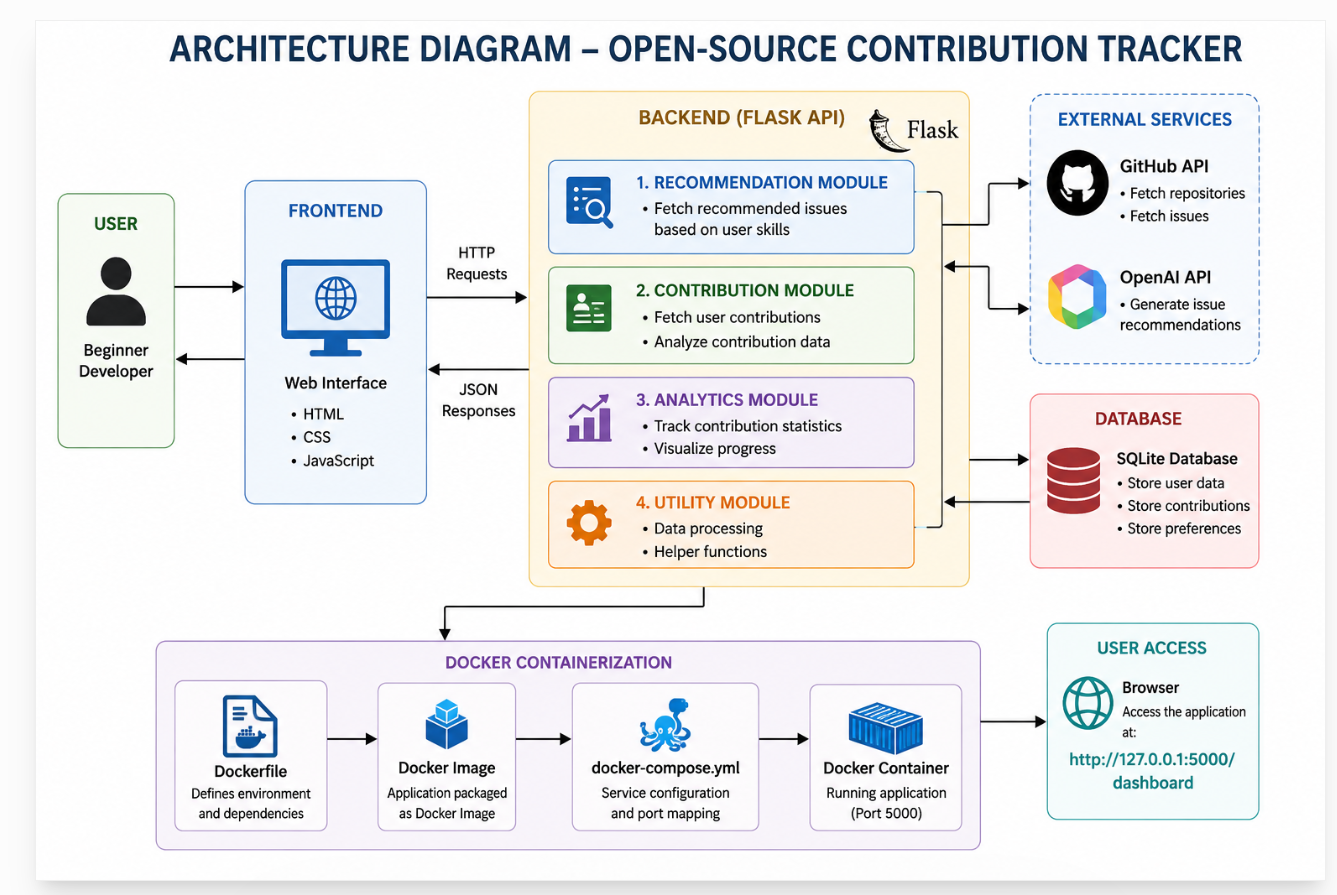 ARCHITECTURE DIAGRAM – OPEN-SOURCE CONTRIBUTION TRACKER
USER
Beginner
Developer
FRONTEND
Web Interface
• HTML
• CSS
• JavaScript
HTTP
Requests
JSON
Responses
BACKEND (FLASK API)
Flask
1. RECOMMENDATION MODULE
• Fetch recommended issues
based on user skills
2. CONTRIBUTION MODULE
• Fetch user contributions
• Analyze contribution data
3. ANALYTICS MODULE
• Track contribution statistics
• Visualize progress
4. UTILITY MODULE
• Data processing
• Helper functions
EXTERNAL SERVICES
GitHub API
• Fetch repositories
• Fetch issues
OpenAI API
• Generate issue
recommendations
DATABASE
SQLite Database
• Store user data
• Store contributions
• Store preferences
DOCKER CONTAINERIZATION
Dockerfile
Defines environment
and dependencies
Docker Image
Application packaged
as Docker Image
docker-compose.yml
Service configuration
and port mapping
Docker Container
Running application
(Port 5000)
USER ACCESS
Browser
Access the application
at:
http://127.0.0.1:5000/
dashboard